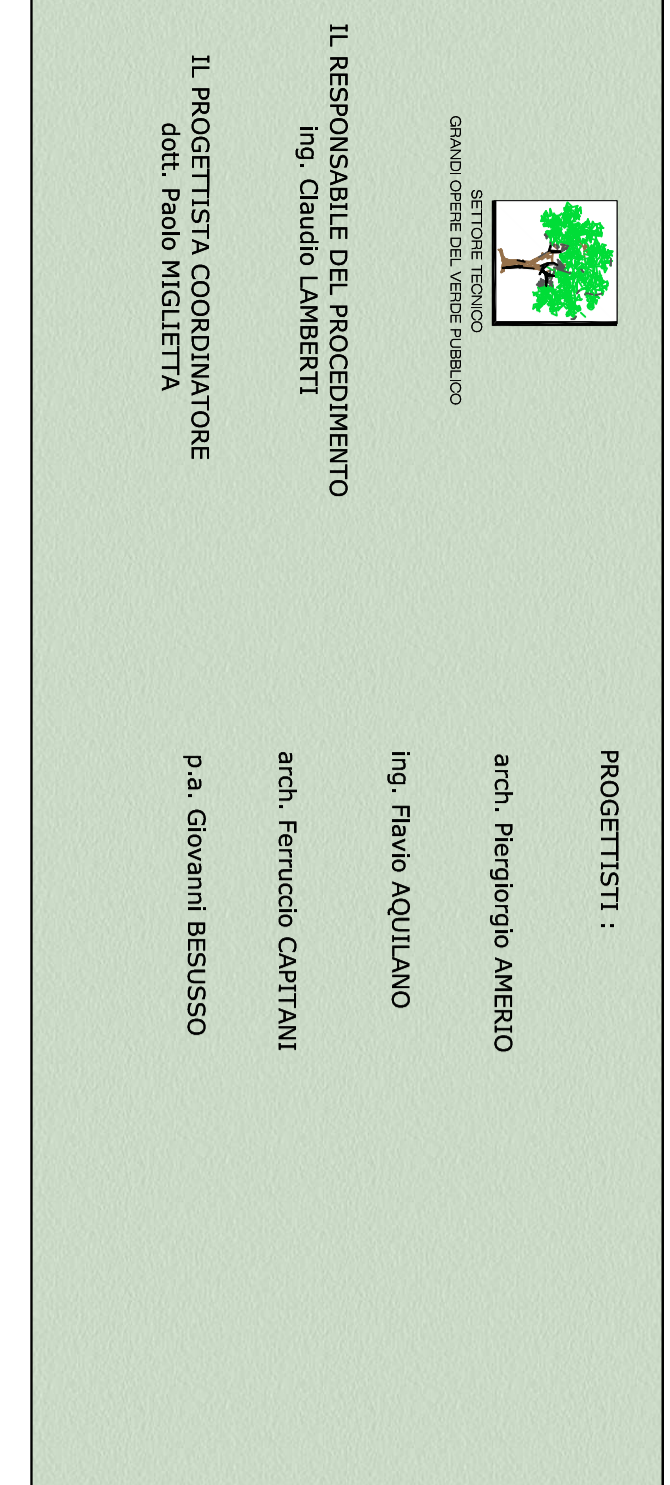 SETTORE TECNICO
GRANDI OPERE DEL VERDE PUBBLICO
IL RESPONSABILE DEL PROCEDIMENTO
ing. Claudio LAMBERTI
IL PROGETTISTA COORDINATORE
dott. Paolo MIGLIETTA
PROGETTISTI :
arch. Piergiorgio AMERIO
ing. Flavio AQUILANO
arch. Ferruccio CAPITANI
p.a. Giovanni BESUSSO